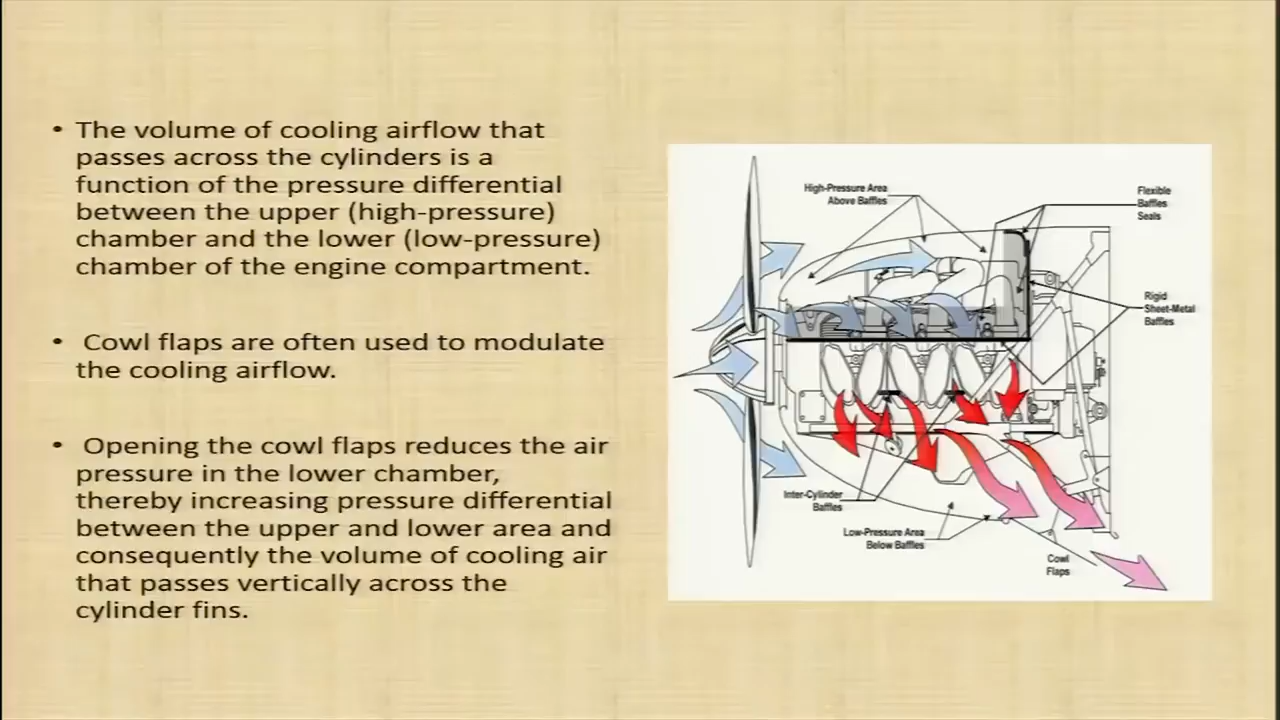 • The volume of cooling airflow that
passes across the cylinders is a
function of the pressure differential
between the upper (high-pressure)
chamber and the lower (low-pressure)
chamber of the engine compartment.
• Cowl flaps are often used to modulate
the cooling airflow.
• Opening the cowl flaps reduces the air
pressure in the lower chamber,
thereby increasing pressure differential
between the upper and lower area and
consequently the volume of cooling air
that passes vertically across the
cylinder fins.
High-Pressure Area
Above Baffles
Flexible
Baffles
Seals
Rigid
Sheet-Metal
Baffles
Inter-Cylinder
Baffles
Low-Pressure Area
Below Baffles
Cowl
Flaps